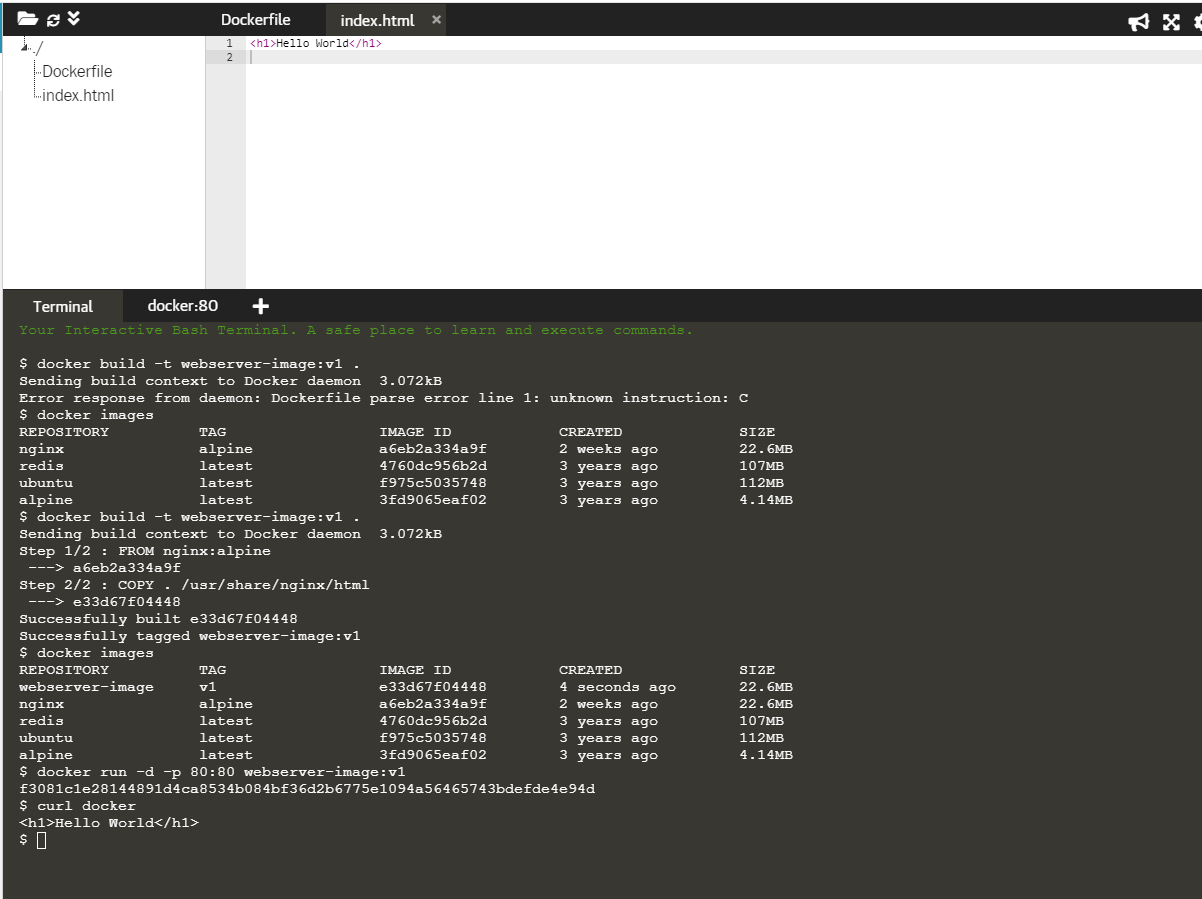 Dockerfile index.html ×
./
Dockerfile
index.html
1 <h1>Hello World</h1>
2
Terminal docker:80 +
Your Interactive Bash Terminal. A safe place to learn and execute commands.
$ docker build -t webserver-image:v1 .
Sending build context to Docker daemon  3.072kB
Error response from daemon: Dockerfile parse error line 1: unknown instruction: C
$ docker images
REPOSITORY          TAG                 IMAGE ID            CREATED             SIZE
nginx               alpine              a6eb2a334a9f        2 weeks ago         22.6MB
redis               latest              4760dc956b2d        3 years ago         107MB
ubuntu              latest              f975c5035748        3 years ago         112MB
alpine              latest              3fd9065eaf02        3 years ago         4.14MB
$ docker build -t webserver-image:v1 .
Sending build context to Docker daemon  3.072kB
Step 1/2 : FROM nginx:alpine
 ---> a6eb2a334a9f
Step 2/2 : COPY . /usr/share/nginx/html
 ---> e33d67f04448
Successfully built e33d67f04448
Successfully tagged webserver-image:v1
$ docker images
REPOSITORY          TAG                 IMAGE ID            CREATED             SIZE
webserver-image     v1                  e33d67f04448        4 seconds ago       22.6MB
nginx               alpine              a6eb2a334a9f        2 weeks ago         22.6MB
redis               latest              4760dc956b2d        3 years ago         107MB
ubuntu              latest              f975c5035748        3 years ago         112MB
alpine              latest              3fd9065eaf02        3 years ago         4.14MB
$ docker run -d -p 80:80 webserver-image:v1
f3081c1e28144891d4ca8534b084bf36d2b6775e1094a56465743bdefde4e94d
$ curl docker
<h1>Hello World</h1>
$